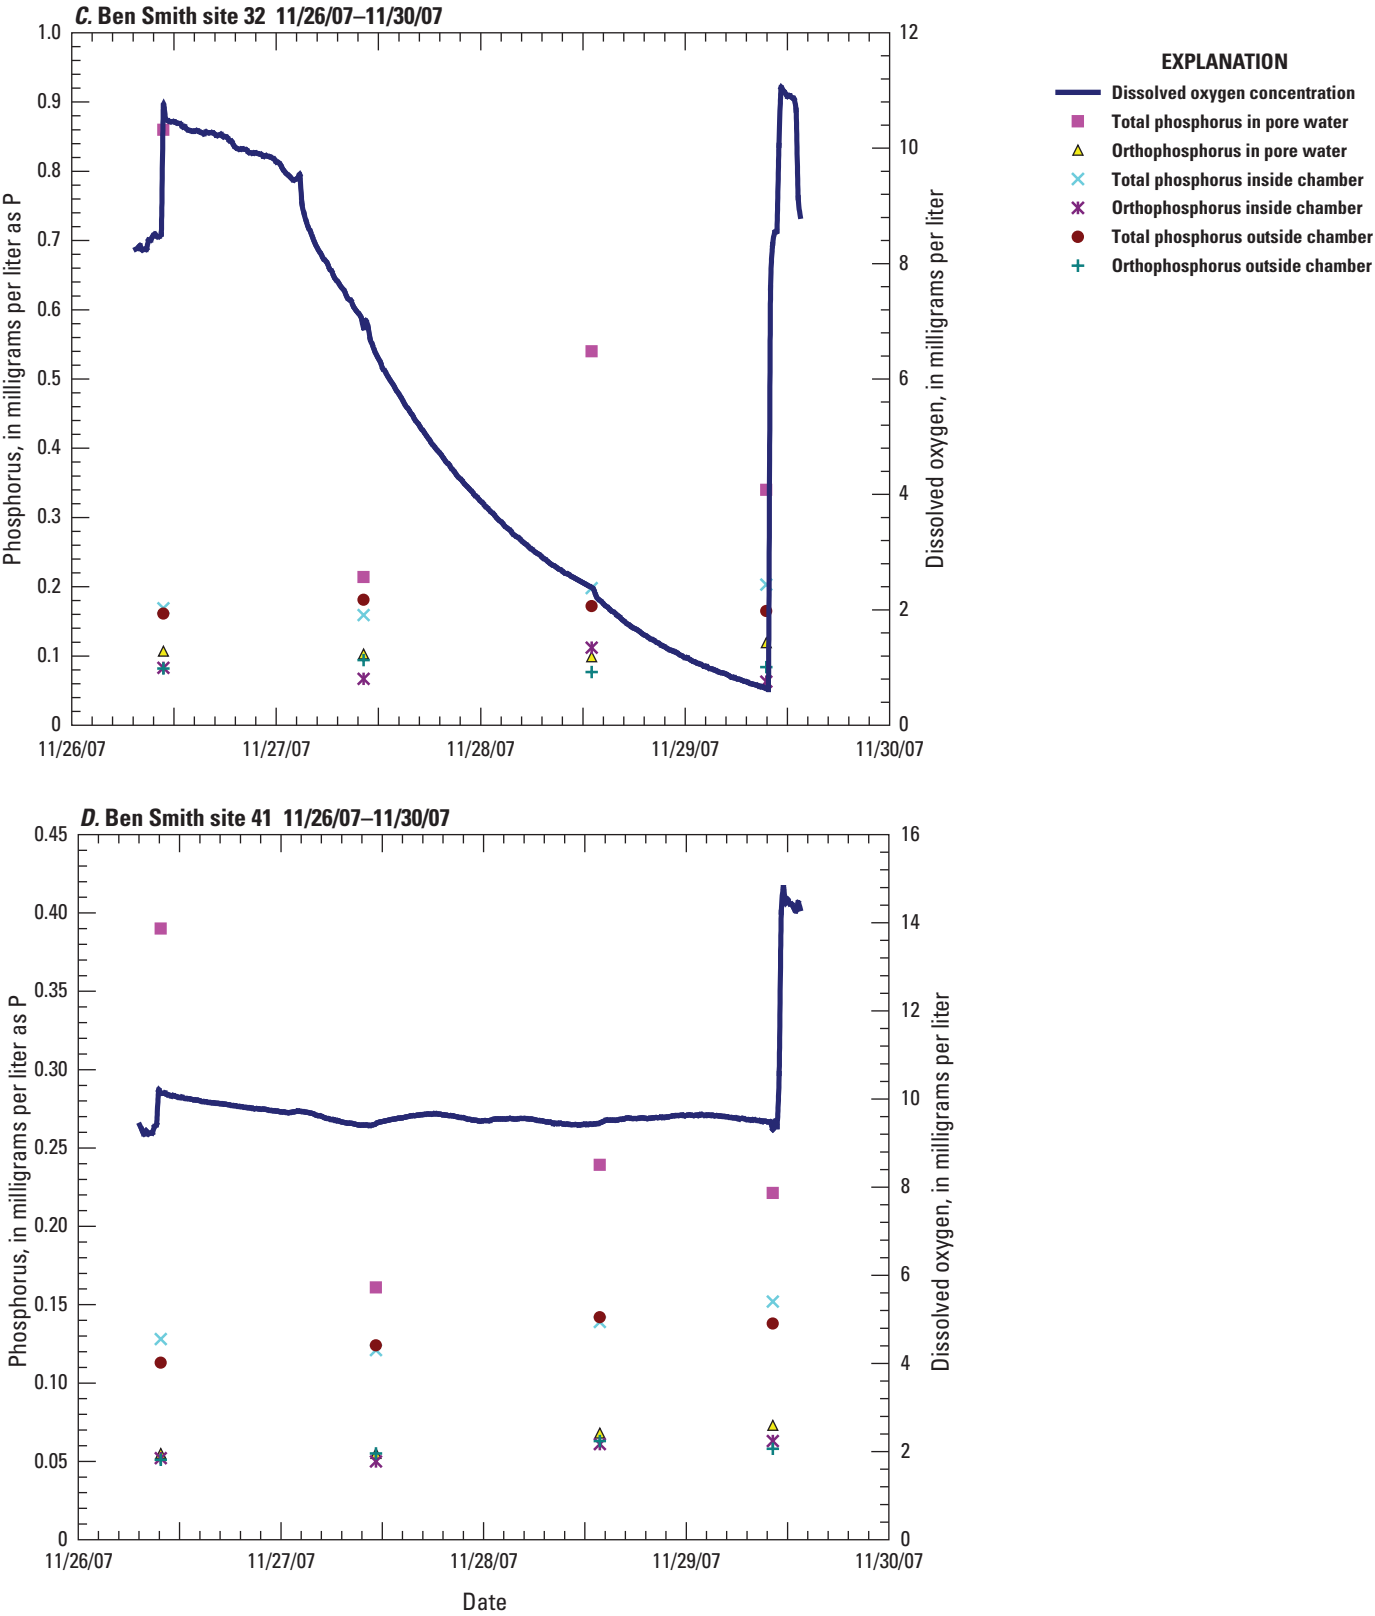 C. Ben Smith site 32 11/26/07–11/30/07
1.0
0.9
0.8
0.7
0.6
0.5
0.4
0.3
0.2
0.1
0
Phosphorus, in milligrams per liter as P
12
10
8
6
4
2
0
Dissolved oxygen, in milligrams per liter
11/26/07 11/27/07 11/28/07 11/29/07 11/30/07
EXPLANATION
Dissolved oxygen concentration
Total phosphorus in pore water
Orthophosphorus in pore water
Total phosphorus inside chamber
Orthophosphorus inside chamber
Total phosphorus outside chamber
Orthophosphorus outside chamber
D. Ben Smith site 41 11/26/07–11/30/07
0.45
0.40
0.35
0.30
0.25
0.20
0.15
0.10
0.05
0
Phosphorus, in milligrams per liter as P
16
14
12
10
8
6
4
2
0
Dissolved oxygen, in milligrams per liter
11/26/07 11/27/07 11/28/07 11/29/07 11/30/07
Date